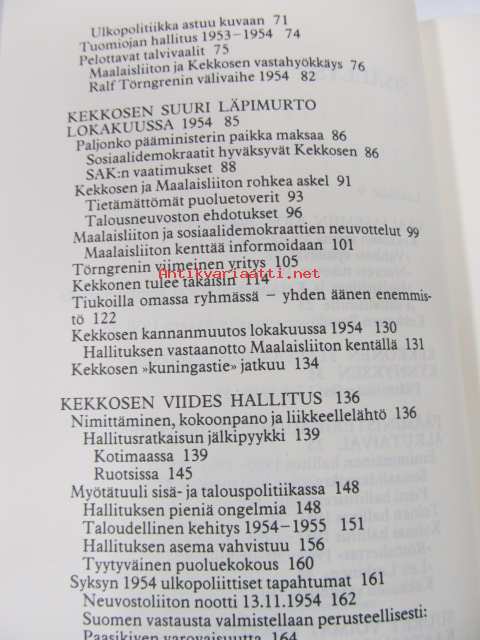 Ulkopolitiikka astuu kuvaan 71
Tuomiojan hallitus 1953–1954 74
Pelottavat talvivaalit 75
Maalaisliiton ja Kekkosen vastahyökkäys 76
Ralf Törngrenin välivaihe 1954 82
KEKKOSEN SUURI LÄPIMURTO
LOKAKUUSSA 1954 85
Paljonko pääministerin paikka maksaa 86
Sosiaalidemokraatit hyväksyvät Kekkosen 86
SAK:n vaatimukset 88
Kekkosen ja Maalaisliiton rohkea askel 91
Tietämättömät puoluetoverit 93
Talousneuvoston ehdotukset 96
Maalaisliiton ja sosiaalidemokraattien neuvottelut 99
Maalaisliiton kenttää informoidaan 101
Törngrenin viimeinen yritys 105
Antikvariaatti.net
Kekkonen tulee takaisin 114
Tiukoilla omassa ryhmässä – yhden äänen enemmis-
tö 122
Kekkosen kannanmuutos lokakuussa 1954 130
Hallituksen vastaanotto Maalaisliiton kentällä 131
Kekkosen »kuningastie» jatkuu 134
KEKKOSEN VIIDES HALLITUS 136
Nimittäminen, kokoonpano ja liikkeellelähtö 136
Hallitusratkaisun jälkipyykki 139
Kotimaassa 139
Ruotsissa 145
Myötätuuli sisä- ja talouspolitiikassa 148
Hallituksen pieniä ongelmia 148
Taloudellinen kehitys 1954–1955 151
Hallituksen asema vahvistuu 156
Tyytyväinen puoluekokous 160
Syksyn 1954 ulkopoliittiset tapahtumat 161
Neuvostoliiton nootti 13.11.1954 162
Suomen vastausta valmistellaan perusteellisesti:
Paasikiven varovaisuutta 164